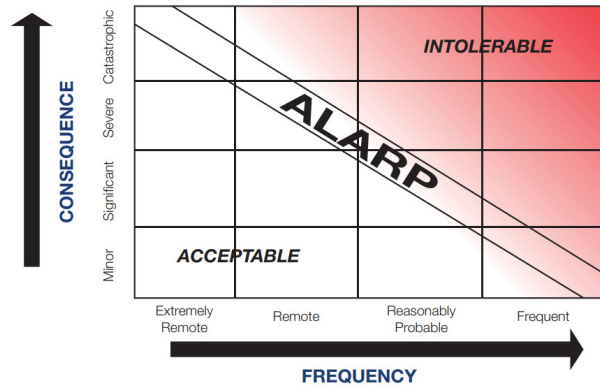 CONSEQUENCE
Catastrophic
Severe
Significant
Minor
INTOLERABLE
ALARP
ACCEPTABLE
Extremely
Remote
Remote
Reasonably
Probable
Frequent
FREQUENCY